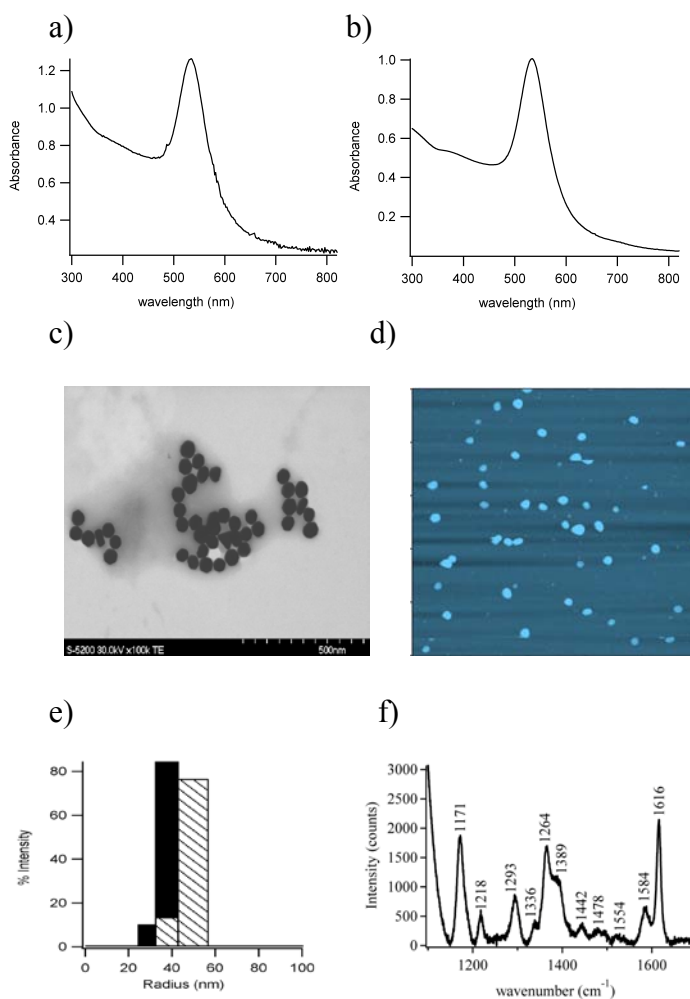 a)
b)
1.2
1.0
0.8
0.6
0.4
Absorbance
300 400 500 600 700 800
wavelength (nm)
1.0
0.8
0.6
0.4
0.2
Absorbance
300 400 500 600 700 800
wavelength (nm)
c)
d)
S-5200 30.0kV x100k TE 500nm
e)
f)
80
60
40
20
0
% Intensity
0 20 40 60 80 100
Radius (nm)
3000
2500
2000
1500
1000
500
0
Intensity (counts)
1171
1218
1293
1336
1264
1389
1442
1478
1554
1584
1616
1200 1400 1600
wavenumber (cm⁻¹)